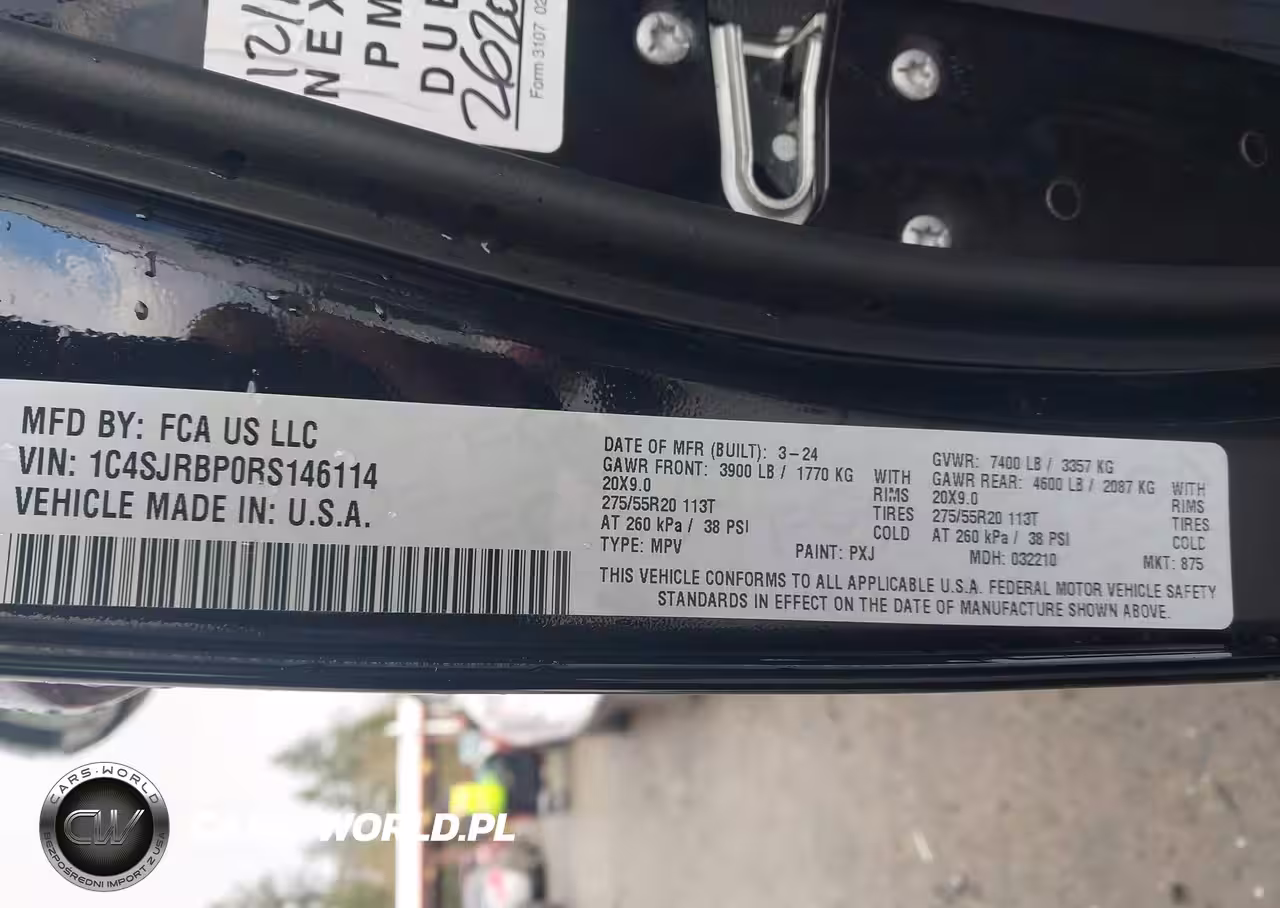 NEX
PM
DUE
Form 3107 02
MFD BY: FCA US LLC
VIN: 1C4SJRBP0RS146114
VEHICLE MADE IN: U.S.A.
DATE OF MFR (BUILT): 3-24
GAWR FRONT: 3900 LB / 1770 KG WITH
20X9.0 RIMS
275/55R20 113T TIRES
AT 260 kPa / 38 PSI COLD
GVWR: 7400 LB / 3357 KG
GAWR REAR: 4600 LB / 2087 KG WITH
20X9.0 RIMS
275/55R20 113T TIRES
AT 260 kPa / 38 PSI COLD
TYPE: MPV PAINT: PXJ MDH: 032210 MKT: 875
THIS VEHICLE CONFORMS TO ALL APPLICABLE U.S.A. FEDERAL MOTOR VEHICLE SAFETY
STANDARDS IN EFFECT ON THE DATE OF MANUFACTURE SHOWN ABOVE.
CARS-WORLD
CW
BEZPOŚREDNI IMPORT Z USA
CARS-WORLD.PL